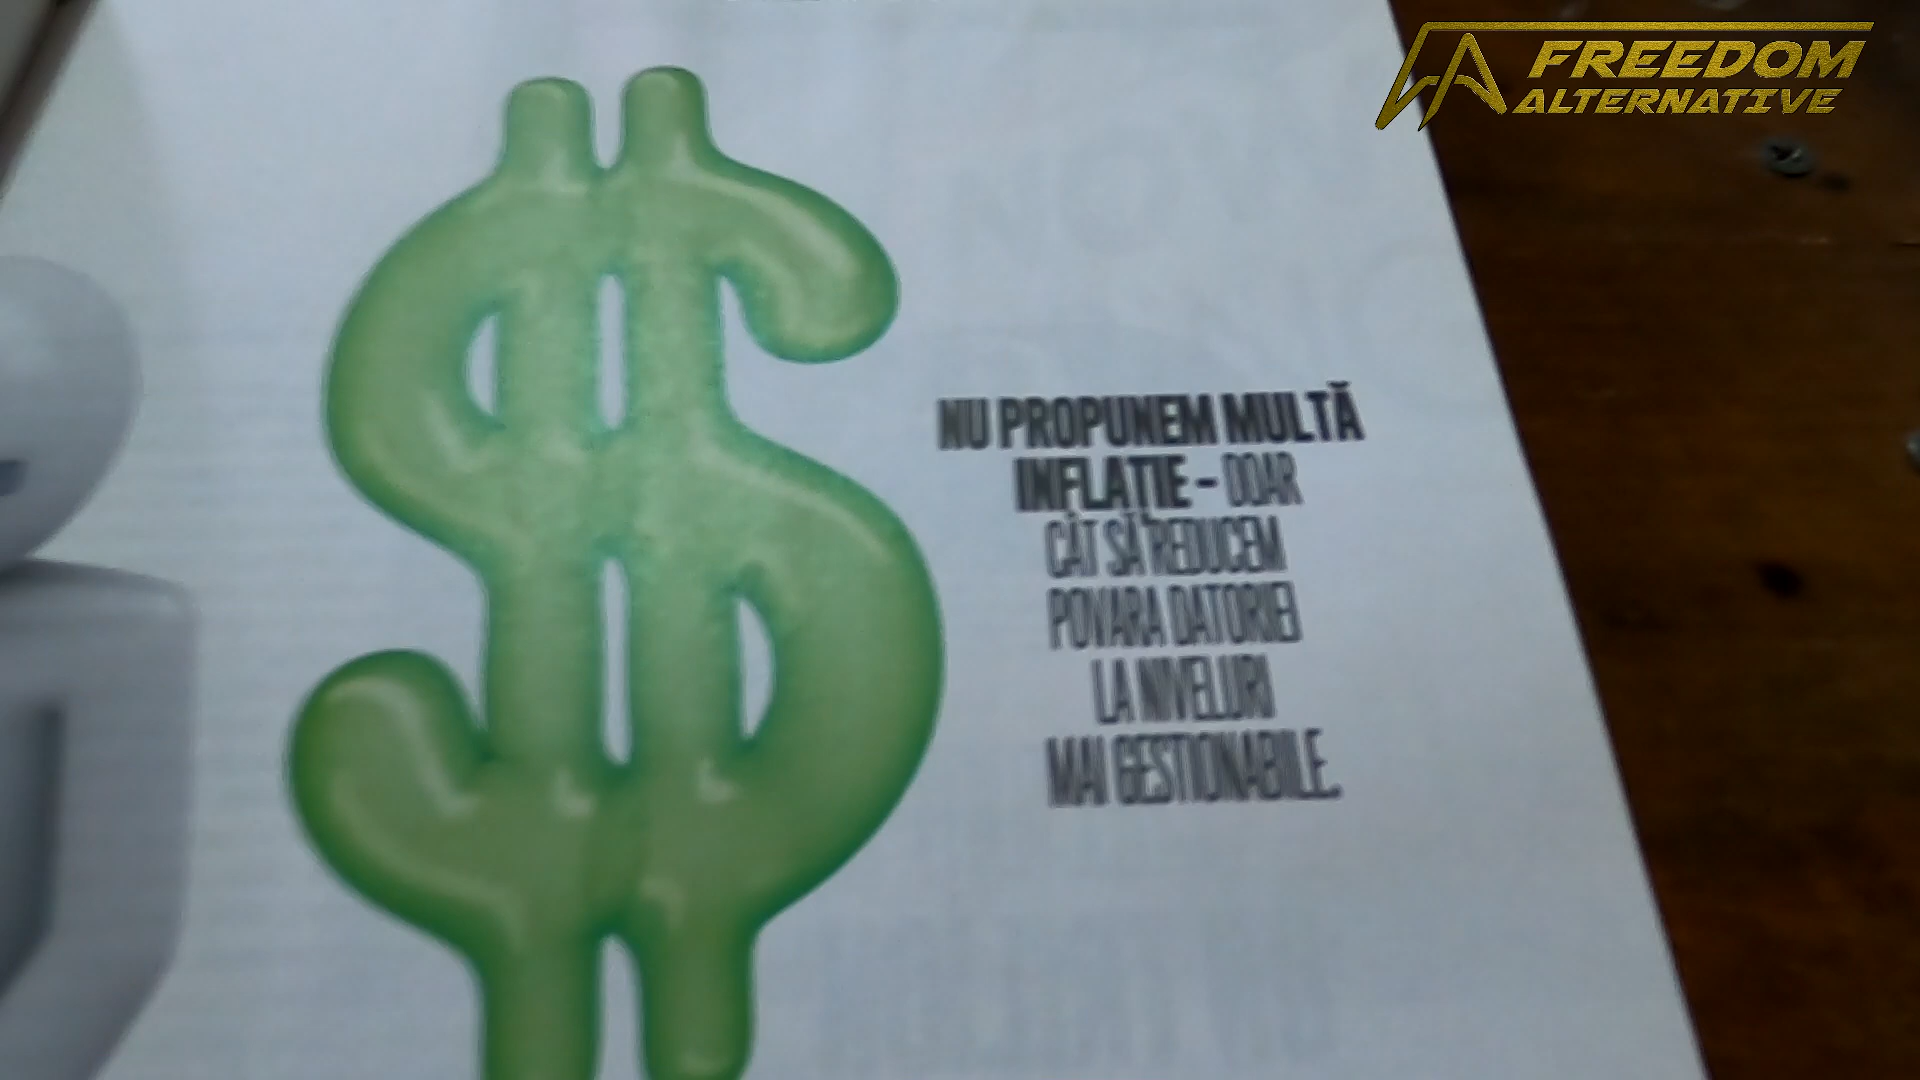 FREEDOM
ALTERNATIVE
NU PROPUNEM MULTĂ
INFLAȚIE – DOAR
CÂT SĂ REDUCEM
POVARA DATORIEI
LA NIVELURI
MAI GESTIONABILE.